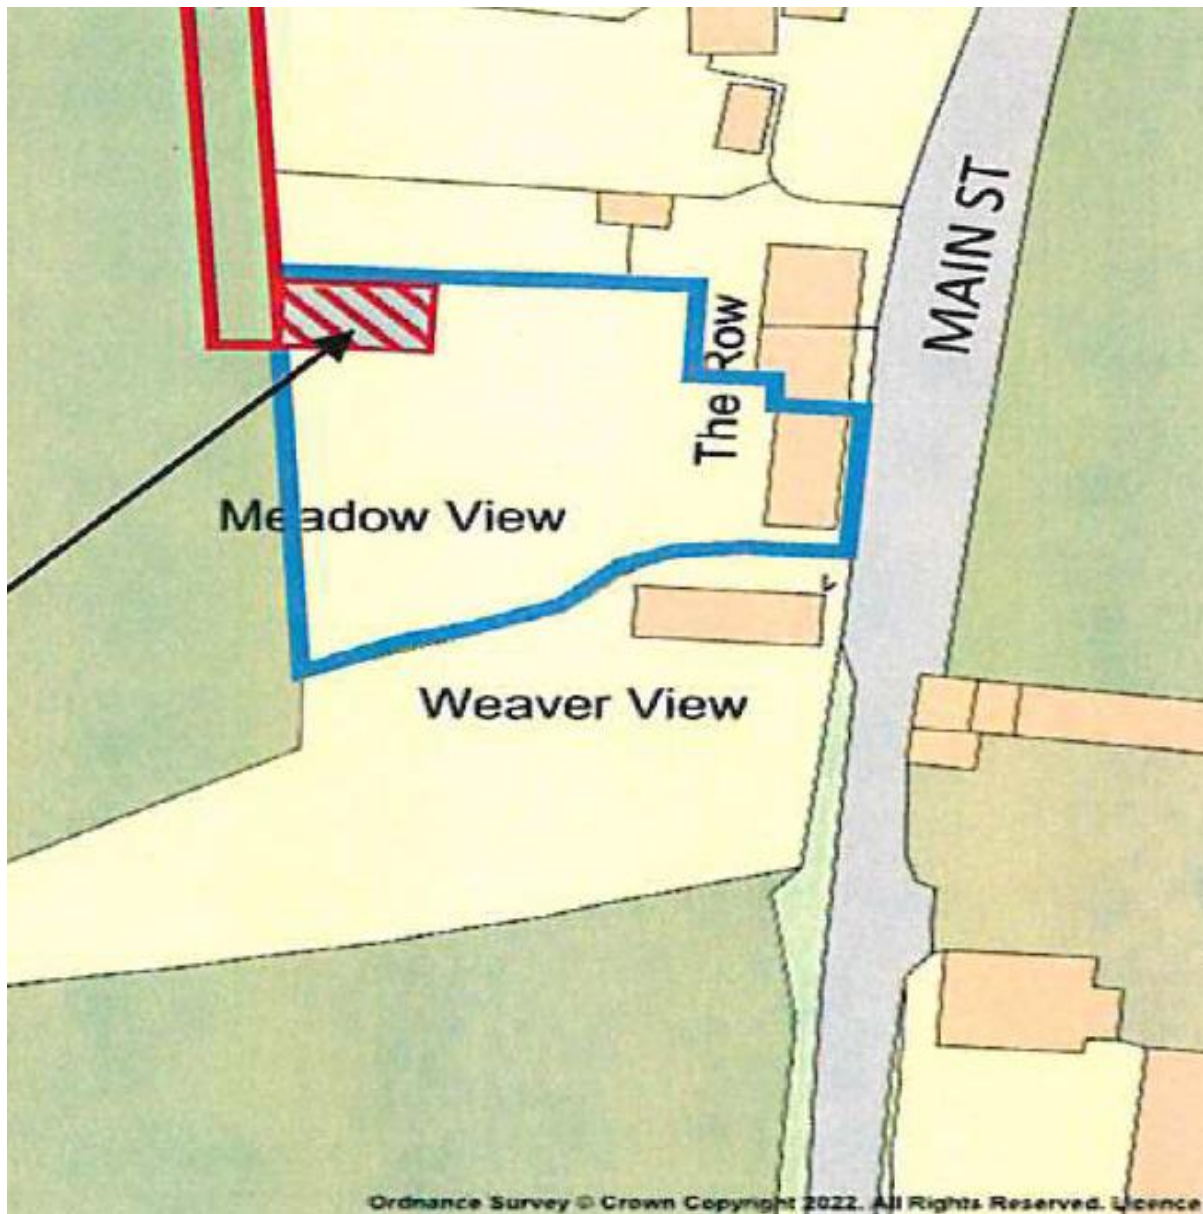 MAIN ST
The Row
Meadow View
Weaver View
Ordnance Survey © Crown Copyright 2022. All Rights Reserved. Licence